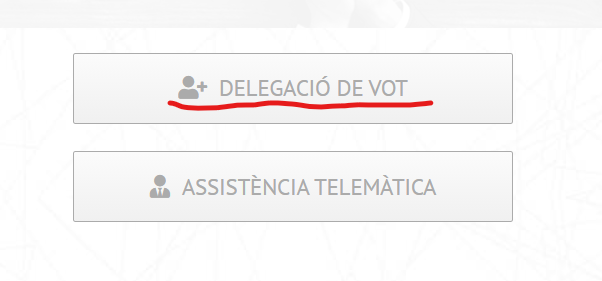 DELEGACIÓ DE VOT
ASSISTÈNCIA TELEMÀTICA